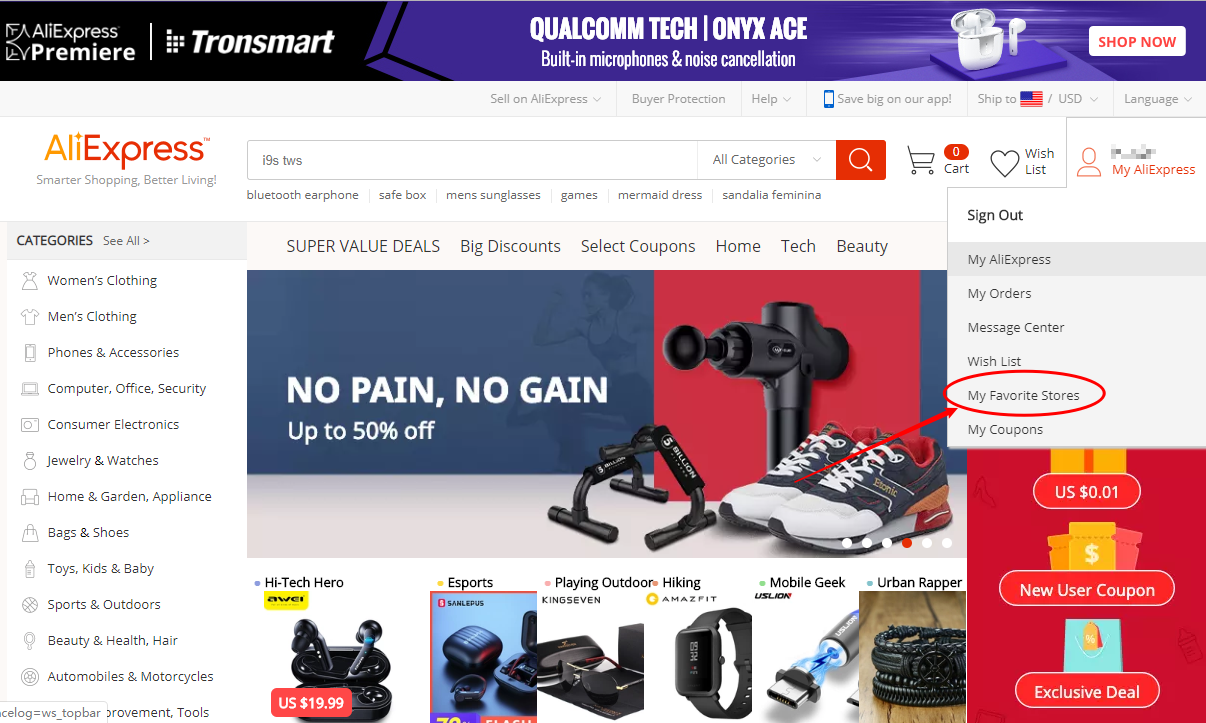 AliExpress
Premiere
Tronsmart
QUALCOMM TECH | ONYX ACE
Built-in microphones & noise cancellation
SHOP NOW
Sell on AliExpress
Buyer Protection
Help
Save big on our app!
Ship to / USD
Language
AliExpress™
Smarter Shopping, Better Living!
i9s tws
All Categories
0
Cart
Wish
List
My AliExpress
bluetooth earphone
safe box
mens sunglasses
games
mermaid dress
sandalia feminina
Sign Out
My AliExpress
My Orders
Message Center
Wish List
My Favorite Stores
My Coupons
CATEGORIES See All >
SUPER VALUE DEALS
Big Discounts
Select Coupons
Home
Tech
Beauty
Women's Clothing
Men's Clothing
Phones & Accessories
Computer, Office, Security
Consumer Electronics
Jewelry & Watches
Home & Garden, Appliance
Bags & Shoes
Toys, Kids & Baby
Sports & Outdoors
Beauty & Health, Hair
Automobiles & Motorcycles
provement, Tools
acelog=ws_topbar
NO PAIN, NO GAIN
Up to 50% off
5 BILLION
5 BILLION
Etonic
US $0.01
$
New User Coupon
%
Exclusive Deal
Hi-Tech Hero
awei
US $19.99
Esports
SANLEPUS
FLASH
Playing Outdoor
KINGSEVEN
Hiking
AMAZFIT
Mobile Geek
USLION
USLION
Urban Rapper